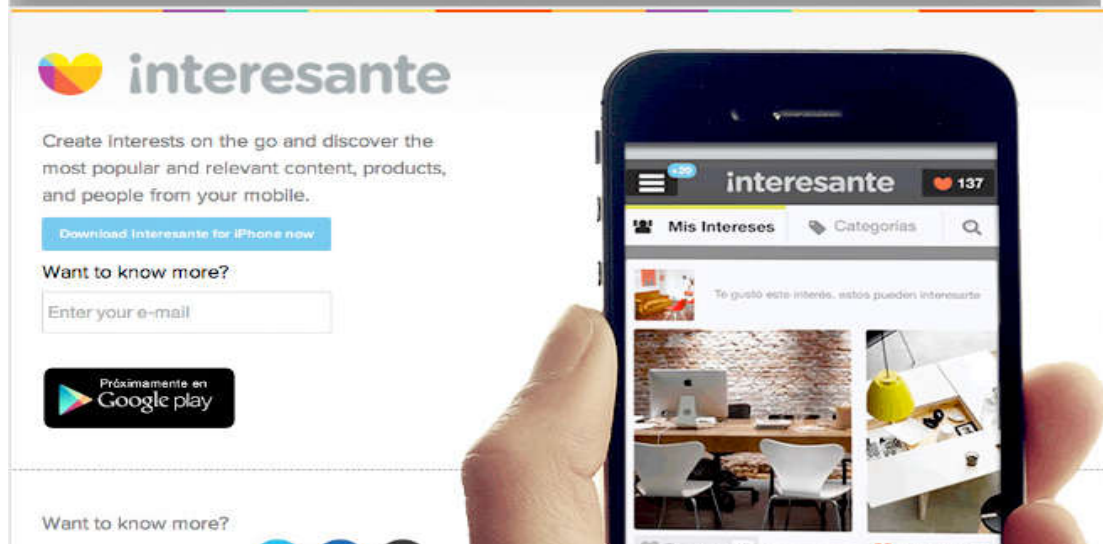 interesante
Create Interests on the go and discover the
most popular and relevant content, products,
and people from your mobile.
Download Interesante for iPhone now
Want to know more?
Enter your e-mail
Próximamente en
Google play
Want to know more?
+20
interesante
137
Mis Intereses
Categorías
Te gustó este interés, estos pueden interesarte